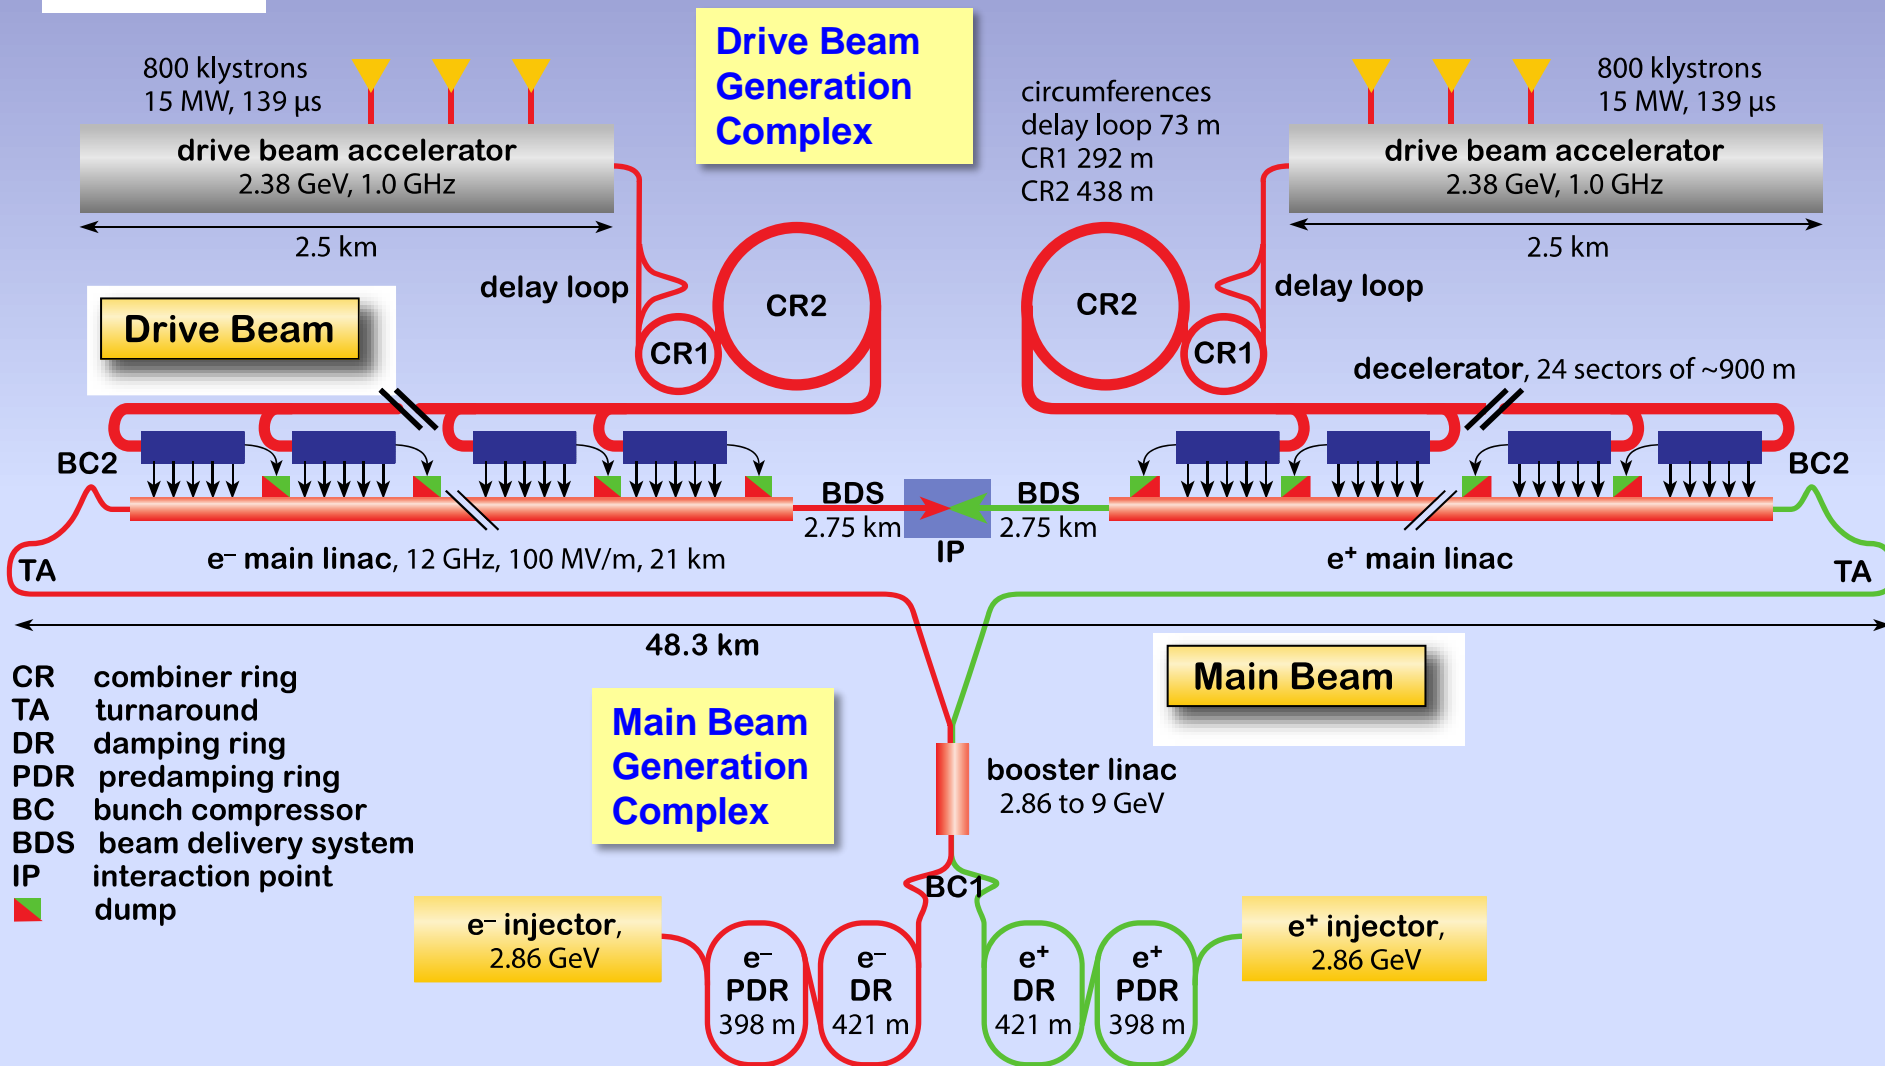 Drive Beam
Generation
Complex
800 klystrons
15 MW, 139 µs
drive beam accelerator
2.38 GeV, 1.0 GHz
2.5 km
circumferences
delay loop 73 m
CR1 292 m
CR2 438 m
800 klystrons
15 MW, 139 µs
drive beam accelerator
2.38 GeV, 1.0 GHz
2.5 km
delay loop
CR1
CR2
CR2
CR1
delay loop
Drive Beam
decelerator, 24 sectors of ~900 m
BC2
BDS
2.75 km
IP
BDS
2.75 km
BC2
TA
e– main linac, 12 GHz, 100 MV/m, 21 km
e+ main linac
TA
48.3 km
CR combiner ring
TA turnaround
DR damping ring
PDR predamping ring
BC bunch compressor
BDS beam delivery system
IP interaction point
dump
Main Beam
Generation
Complex
Main Beam
booster linac
2.86 to 9 GeV
BC1
e– injector,
2.86 GeV
e–
PDR
398 m
e–
DR
421 m
e+
DR
421 m
e+
PDR
398 m
e+ injector,
2.86 GeV